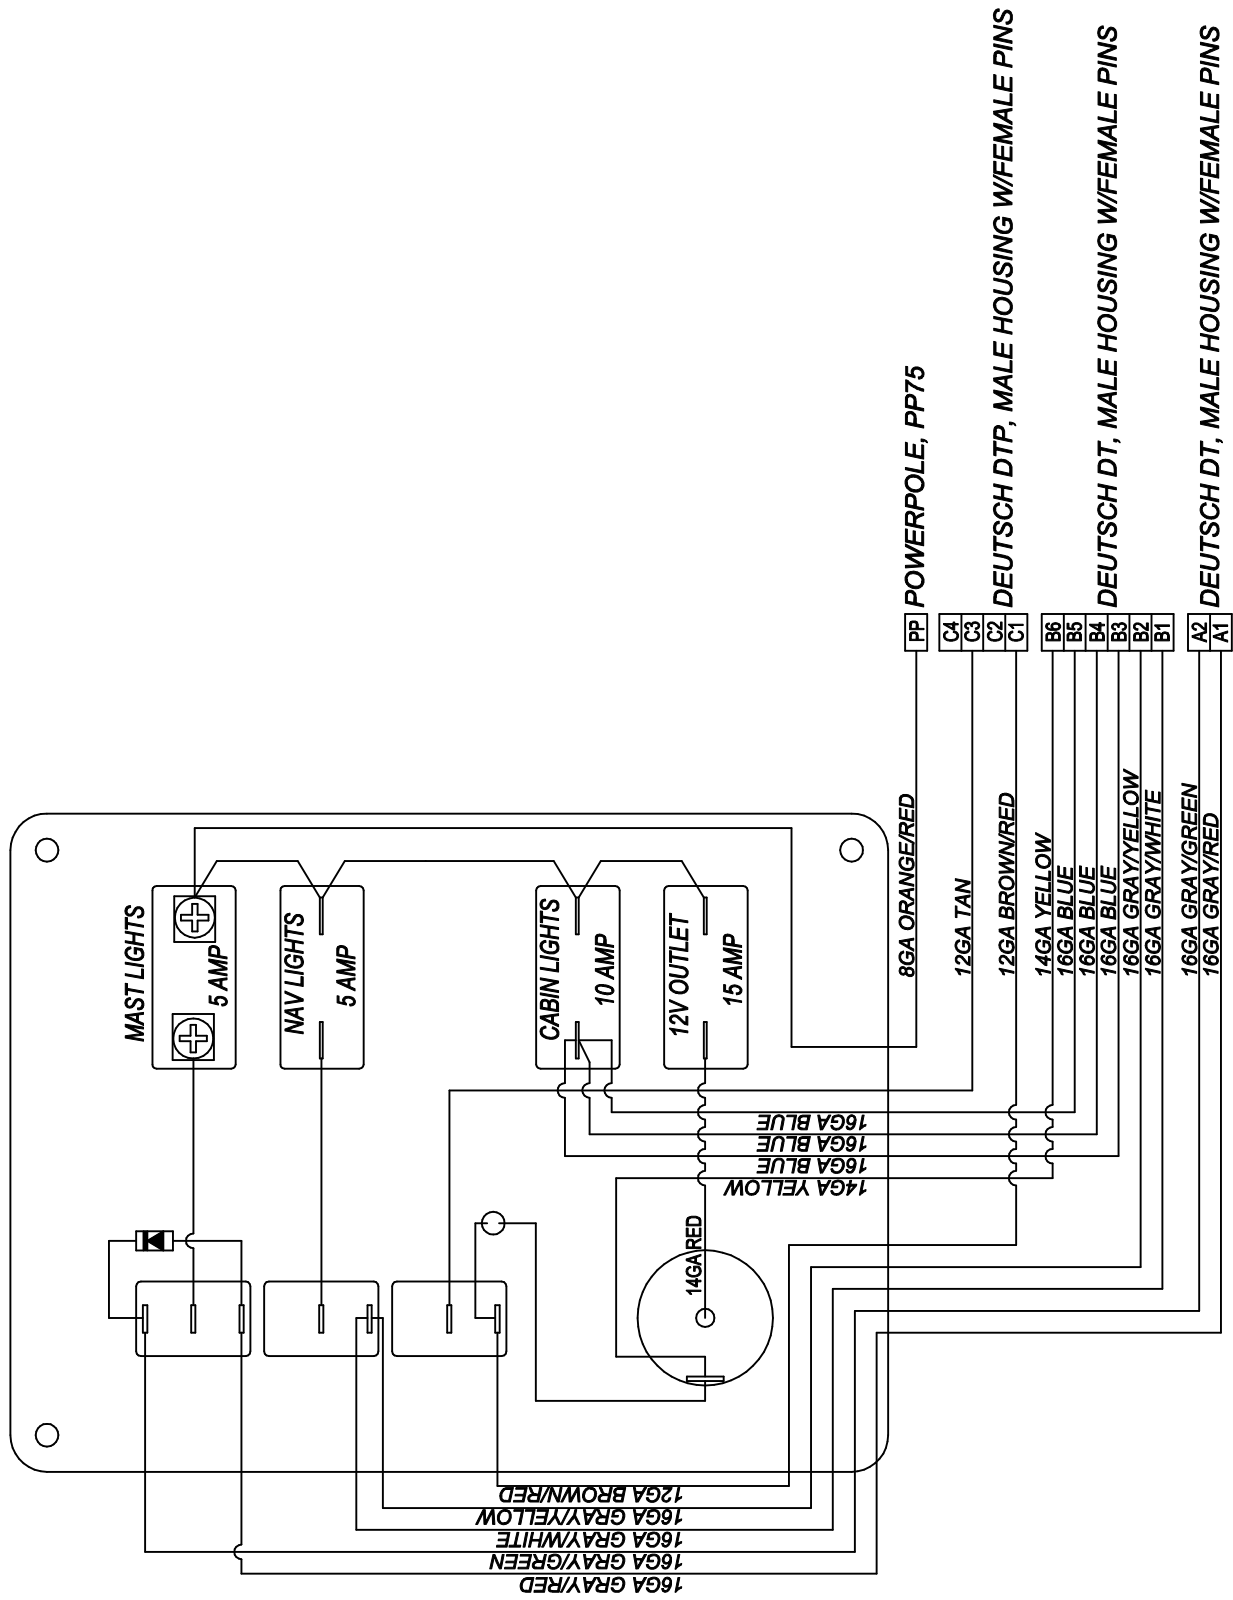 MAST LIGHTS
5 AMP
NAV LIGHTS
5 AMP
CABIN LIGHTS
10 AMP
12V OUTLET
15 AMP
14GA RED
16GA BLUE
16GA BLUE
16GA BLUE
14GA YELLOW
12GA BROWN/RED
16GA GRAY/YELLOW
16GA GRAY/WHITE
16GA GRAY/GREEN
16GA GRAY/RED
8GA ORANGE/RED
12GA TAN
12GA BROWN/RED
14GA YELLOW
16GA BLUE
16GA BLUE
16GA BLUE
16GA GRAY/YELLOW
16GA GRAY/WHITE
16GA GRAY/GREEN
16GA GRAY/RED
PP
C4
C3
C2
C1
B6
B5
B4
B3
B2
B1
A2
A1
POWERPOLE, PP75
DEUTSCH DTP, MALE HOUSING W/FEMALE PINS
DEUTSCH DT, MALE HOUSING W/FEMALE PINS
DEUTSCH DT, MALE HOUSING W/FEMALE PINS